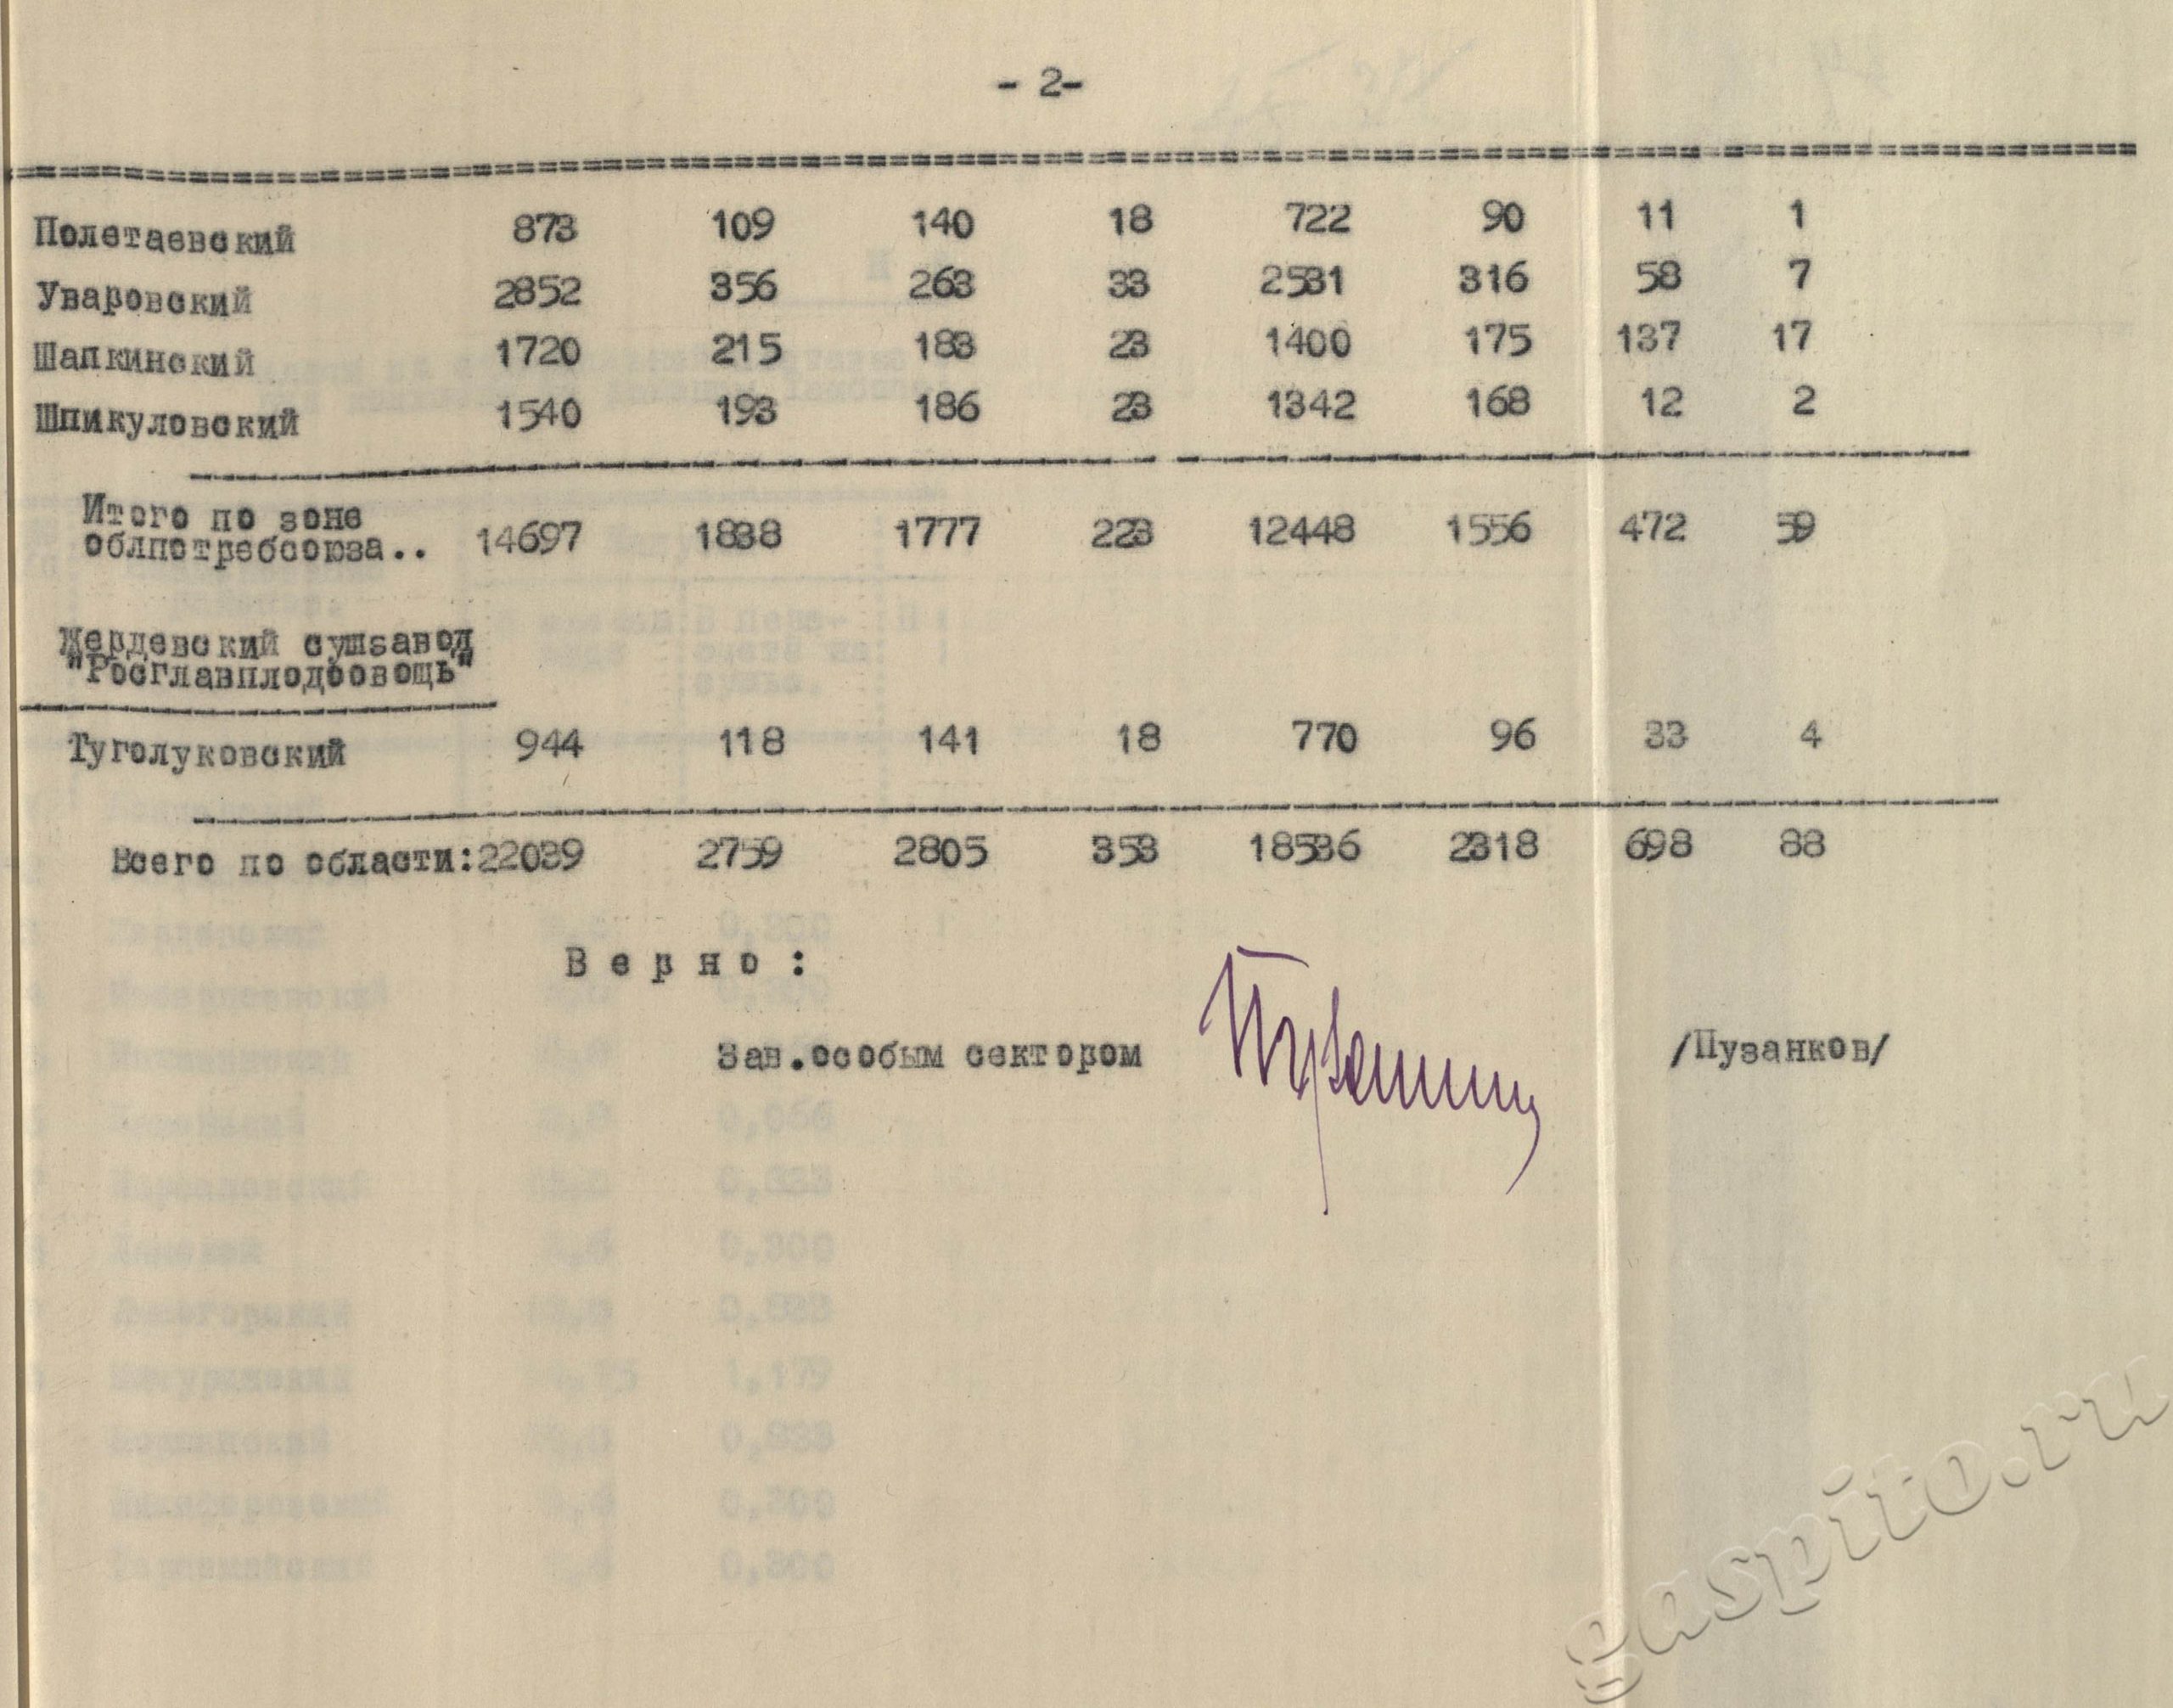 - 2-
Полетаевский 873 109 140 18 722 90 11 1
Уваровский 2852 356 263 33 2531 316 58 7
Шапкинский 1720 215 183 23 1400 175 137 17
Шпикуловский 1540 193 186 23 1342 168 12 2
Итого по зоне
облпотребсоюза.. 14697 1838 1777 223 12448 1556 472 59
Жердевский сушзавод
"Росглавплодоовощь"
Туголуковский 944 118 141 18 770 96 33 4
Всего по области: 22039 2759 2805 353 18536 2318 698 88
В е р н о :
Зав.особым сектором /Пузанков/
gaspito.ru